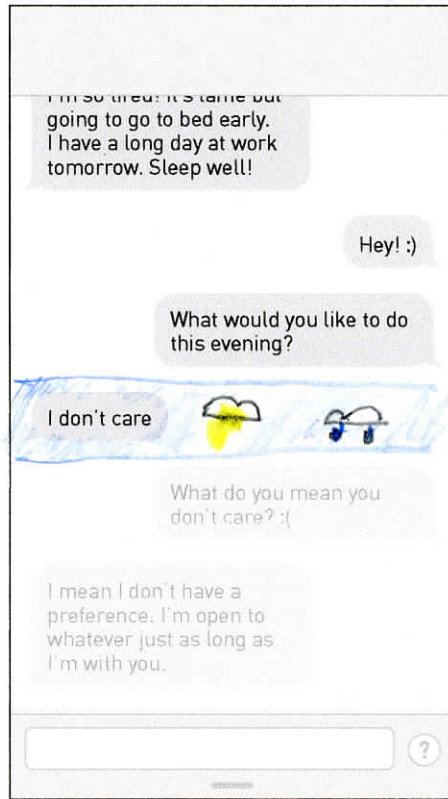 going to go to bed early.
I have a long day at work
tomorrow. Sleep well!
Hey! :)
What would you like to do
this evening?
I don't care
What do you mean you
don't care? :(
I mean I don't have a
preference. I'm open to
whatever just as long as
I'm with you.
?